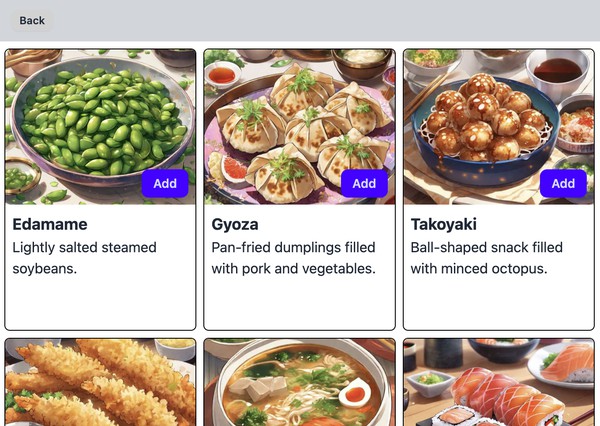 Back
Add
Add
Add
Edamame
Lightly salted steamed
soybeans.
Gyoza
Pan-fried dumplings filled
with pork and vegetables.
Takoyaki
Ball-shaped snack filled
with minced octopus.